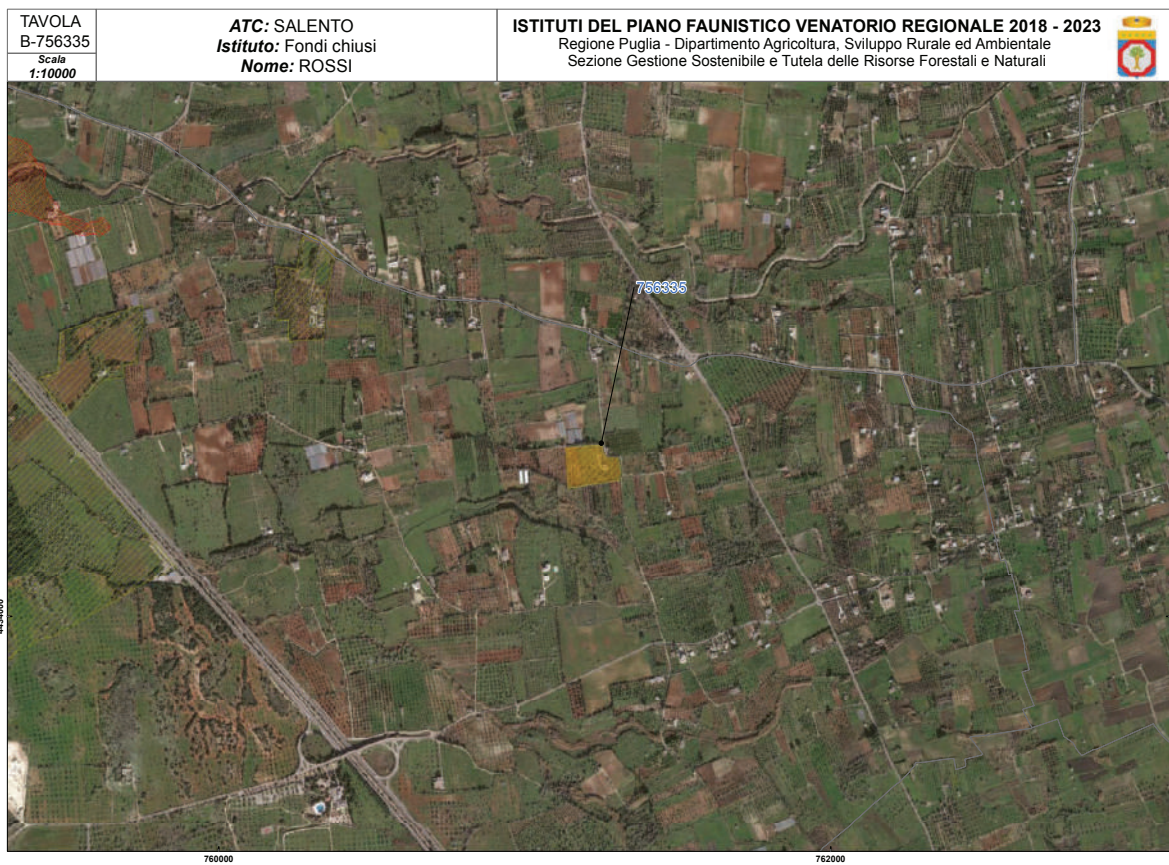 TAVOLA
B-756335
Scala
1:10000
ATC: SALENTO
Istituto: Fondi chiusi
Nome: ROSSI
ISTITUTI DEL PIANO FAUNISTICO VENATORIO REGIONALE 2018 - 2023
Regione Puglia - Dipartimento Agricoltura, Sviluppo Rurale ed Ambientale
Sezione Gestione Sostenibile e Tutela delle Risorse Forestali e Naturali
756335
760000
762000